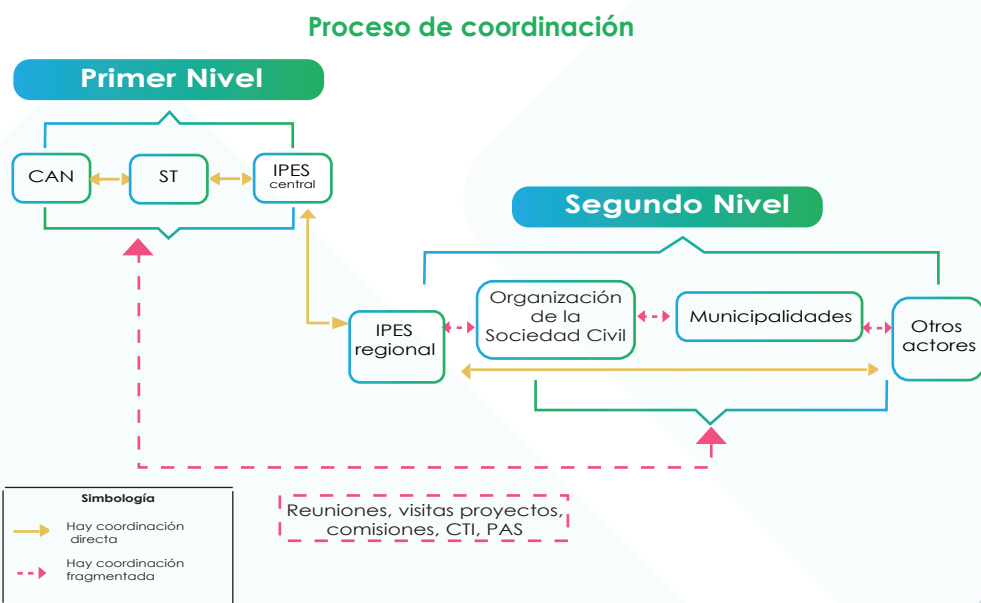 Proceso de coordinación
Primer Nivel
CAN
ST
IPES
central
Segundo Nivel
IPES
regional
Organización
de la
Sociedad Civil
Municipalidades
Otros
actores
Simbología
Hay coordinación
directa
Hay coordinación
fragmentada
Reuniones, visitas proyectos,
comisiones, CTI, PAS